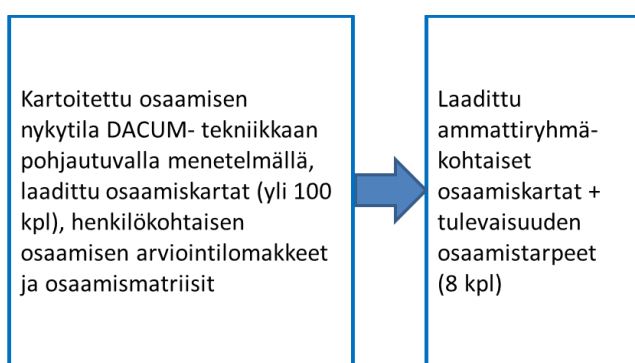 Kartoitettu osaamisen
nykytila DACUM- tekniikkaan
pohjautuvalla menetelmällä,
laadittu osaamiskartat (yli 100
kpl), henkilökohtaisen
osaamisen arviointilomakkeet
ja osaamismatriisit
Laadittu
ammattiryhmä-
kohtaiset
osaamiskartat +
tulevaisuuden
osaamistarpeet
(8 kpl)